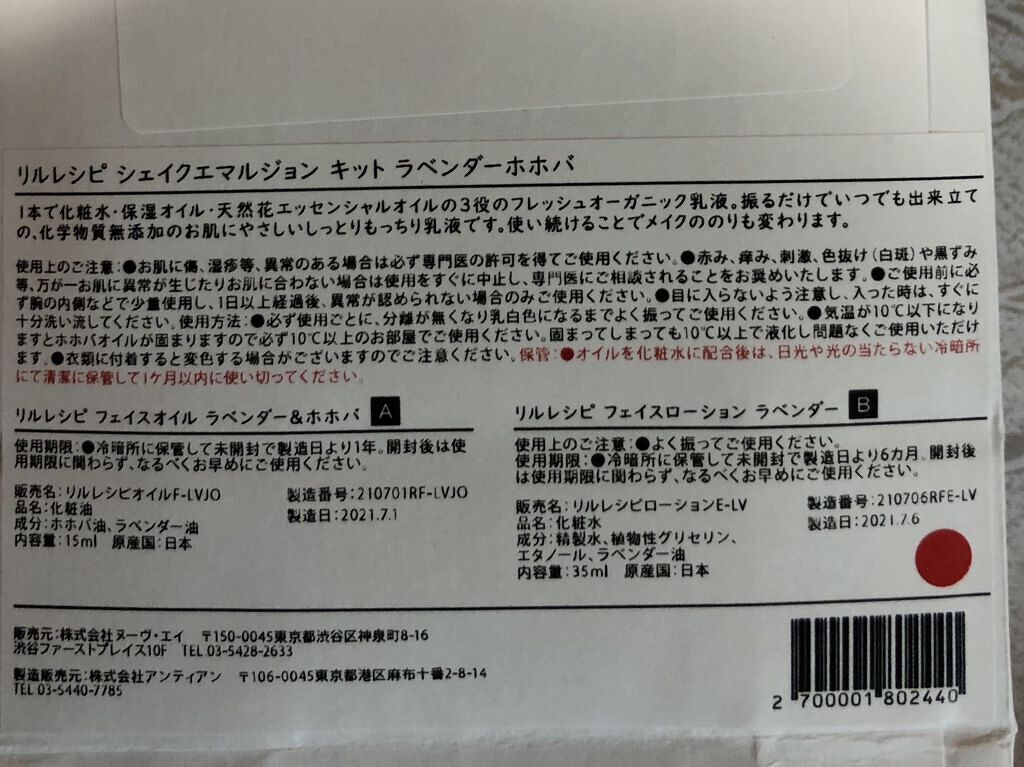 リルレシピ シェイクエマルジョン キット ラベンダーホホバ
1本で化粧水・保湿オイル・天然花エッセンシャルオイルの3役のフレッシュオーガニック乳液。振るだけでいつでも出来立て
の、化学物質無添加のお肌にやさしいしっとりもっちり乳液です。使い続けることでメイクののりも変わります。
使用上のご注意:●お肌に傷、湿疹等、異常のある場合は必ず専門医の許可を得てご使用ください。●赤み、痒み、刺激、色抜け(白斑)や黒ずみ
等、万が一お肌に異常が生じたりお肌に合わない場合は使用をすぐに中止し、専門医にご相談されることをお奨めいたします。●ご使用前に必
ず腕の内側などで少量使用し、1日以上経過後、異常が認められない場合のみご使用ください。●目に入らないよう注意し、入った時は、すぐに
十分洗い流してください。使用方法:●必ず使用ごとに、分離が無くなり乳白色になるまでよく振ってご使用ください。●気温が10℃以下になり
ますとホホバオイルが固まりますので必ず10℃以上のお部屋でご使用ください。固まってしまっても10℃以上で液化し問題なくご使用いただけ
ます。●衣類に付着すると変色する場合がございますのでご注意ください。保管:●オイルを化粧水に配合後は、日光や光の当たらない冷暗所
にて清潔に保管して1ケ月以内に使い切ってください。
リルレシピ フェイスオイル ラベンダー&ホホバ A
使用期限:●冷暗所に保管して未開封で製造日より1年。開封後は使
用期限に関わらず、なるべくお早めにご使用ください。
販売名:リルレシピオイルF-LVJO 製造番号:210701RF-LVJO
品名:化粧油 製造日:2021.7.1
成分:ホホバ油、ラベンダー油
内容量:15ml 原産国:日本
リルレシピ フェイスローション ラベンダー B
使用上のご注意:●よく振ってご使用ください。
使用期限:●冷暗所に保管して未開封で製造日より6カ月。開封後
は使用期限に関わらず、なるべくお早めにご使用ください。
販売名:リルレシピローションE-LV 製造番号:210706RFE-LV
品名:化粧水 製造日:2021.7.6
成分:精製水、植物性グリセリン、
エタノール、ラベンダー油
内容量:35ml 原産国:日本
販売元:株式会社ヌーヴ・エイ 〒150-0045東京都渋谷区神泉町8-16
渋谷ファーストプレイス10F TEL 03-5428-2633
製造販売元:株式会社アンティアン 〒106-0045東京都港区麻布十番2-8-14
TEL 03-5440-7785
2 700001 802440